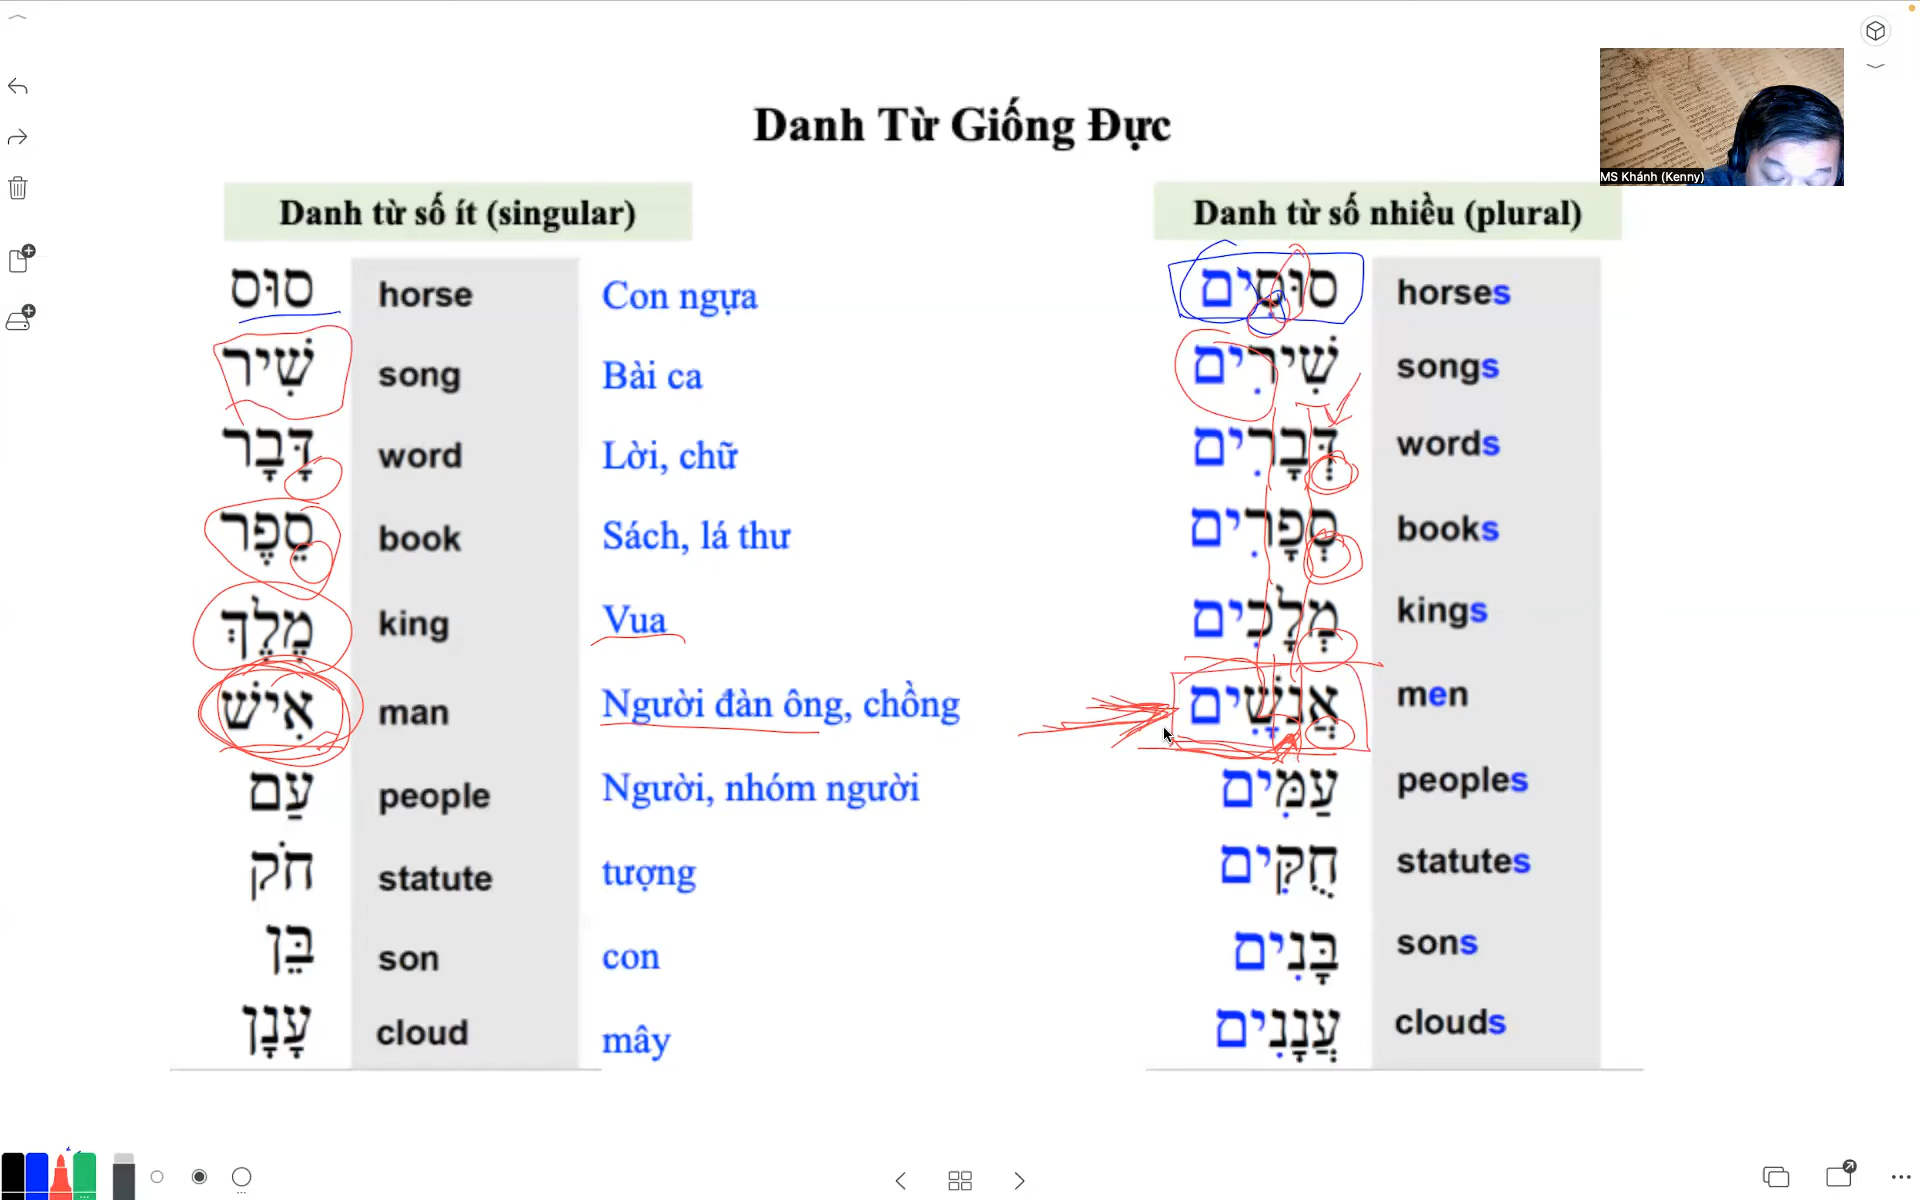 MS Khánh (Kenny)
Danh Từ Giống Đực
Danh từ số ít (singular)
Danh từ số nhiều (plural)
סוּס horse Con ngựa סוּסִים horses
שִׁיר song Bài ca שִׁירִים songs
דָּבָר word Lời, chữ דְּבָרִים words
סֵפֶר book Sách, lá thư סְפָרִים books
מֶלֶךְ king Vua מְלָכִים kings
אִישׁ man Người đàn ông, chồng אֲנָשִׁים men
עַם people Người, nhóm người עַמִּים peoples
חֹק statute tượng חֻקִּים statutes
בֵּן son con בָּנִים sons
עָנָן cloud mây עֲנָנִים clouds